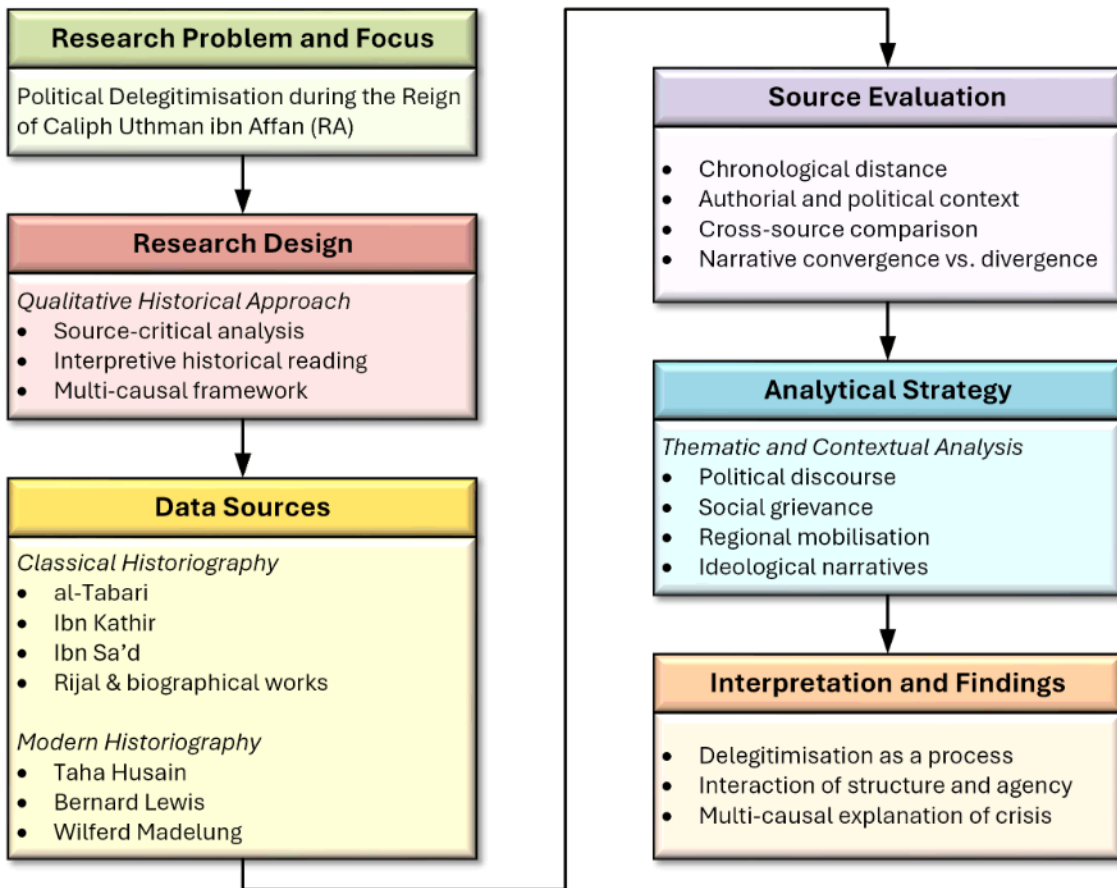 Research Problem and Focus
Political Delegitimisation during the Reign
of Caliph Uthman ibn Affan (RA)
Research Design
Qualitative Historical Approach
• Source-critical analysis
• Interpretive historical reading
• Multi-causal framework
Data Sources
Classical Historiography
• al-Tabari
• Ibn Kathir
• Ibn Sa’d
• Rijal & biographical works
Modern Historiography
• Taha Husain
• Bernard Lewis
• Wilferd Madelung
Source Evaluation
• Chronological distance
• Authorial and political context
• Cross-source comparison
• Narrative convergence vs. divergence
Analytical Strategy
Thematic and Contextual Analysis
• Political discourse
• Social grievance
• Regional mobilisation
• Ideological narratives
Interpretation and Findings
• Delegitimisation as a process
• Interaction of structure and agency
• Multi-causal explanation of crisis